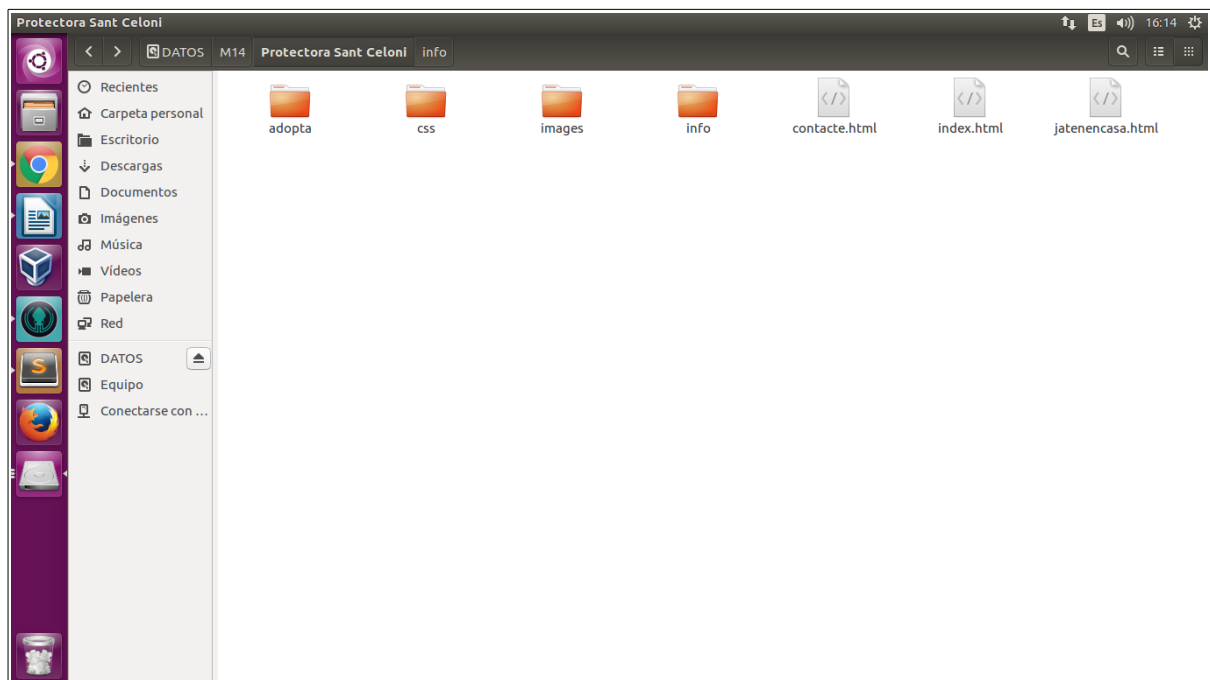 Protectora Sant Celoni
Es
16:14
DATOS M14 Protectora Sant Celoni info
Recientes
Carpeta personal
Escritorio
Descargas
Documentos
Imágenes
Música
Vídeos
Papelera
Red
DATOS
Equipo
Conectarse con ...
adopta css images info contacte.html index.html jatenencasa.html